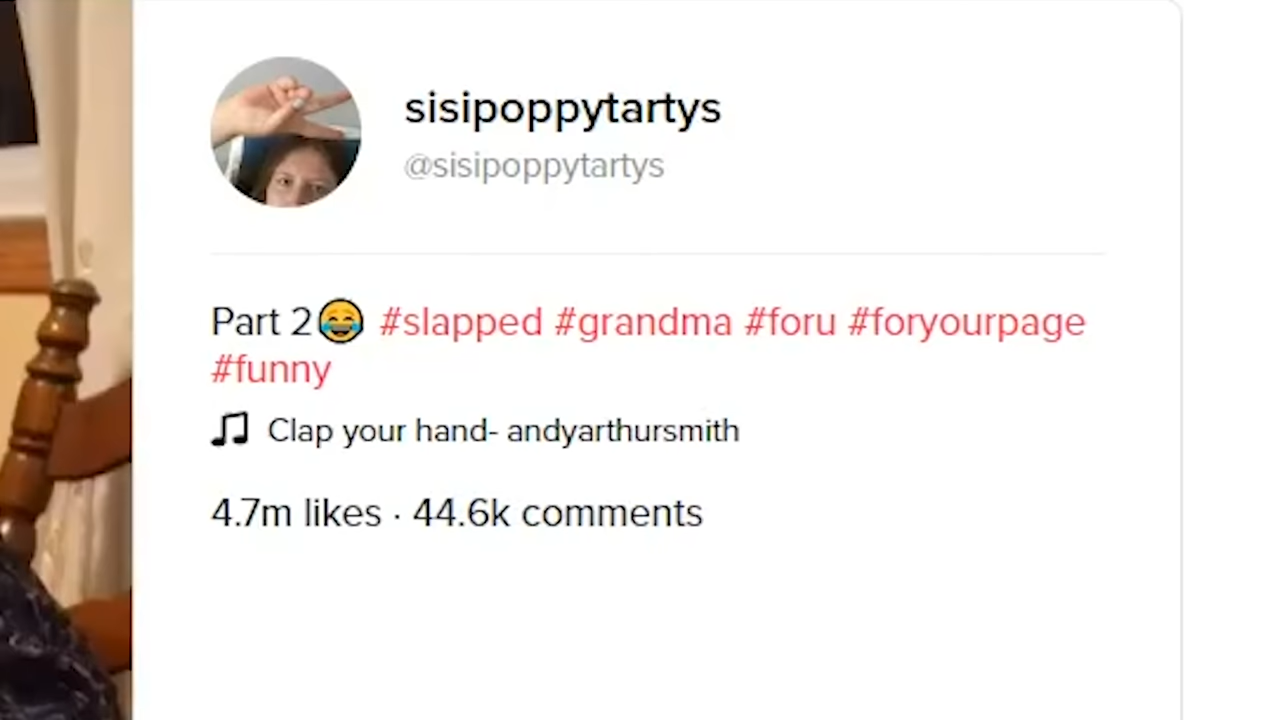 sisipoppytartys
@sisipoppytartys
Part 2😂 #slapped #grandma #foru #foryourpage
#funny
Clap your hand- andyarthursmith
4.7m likes · 44.6k comments